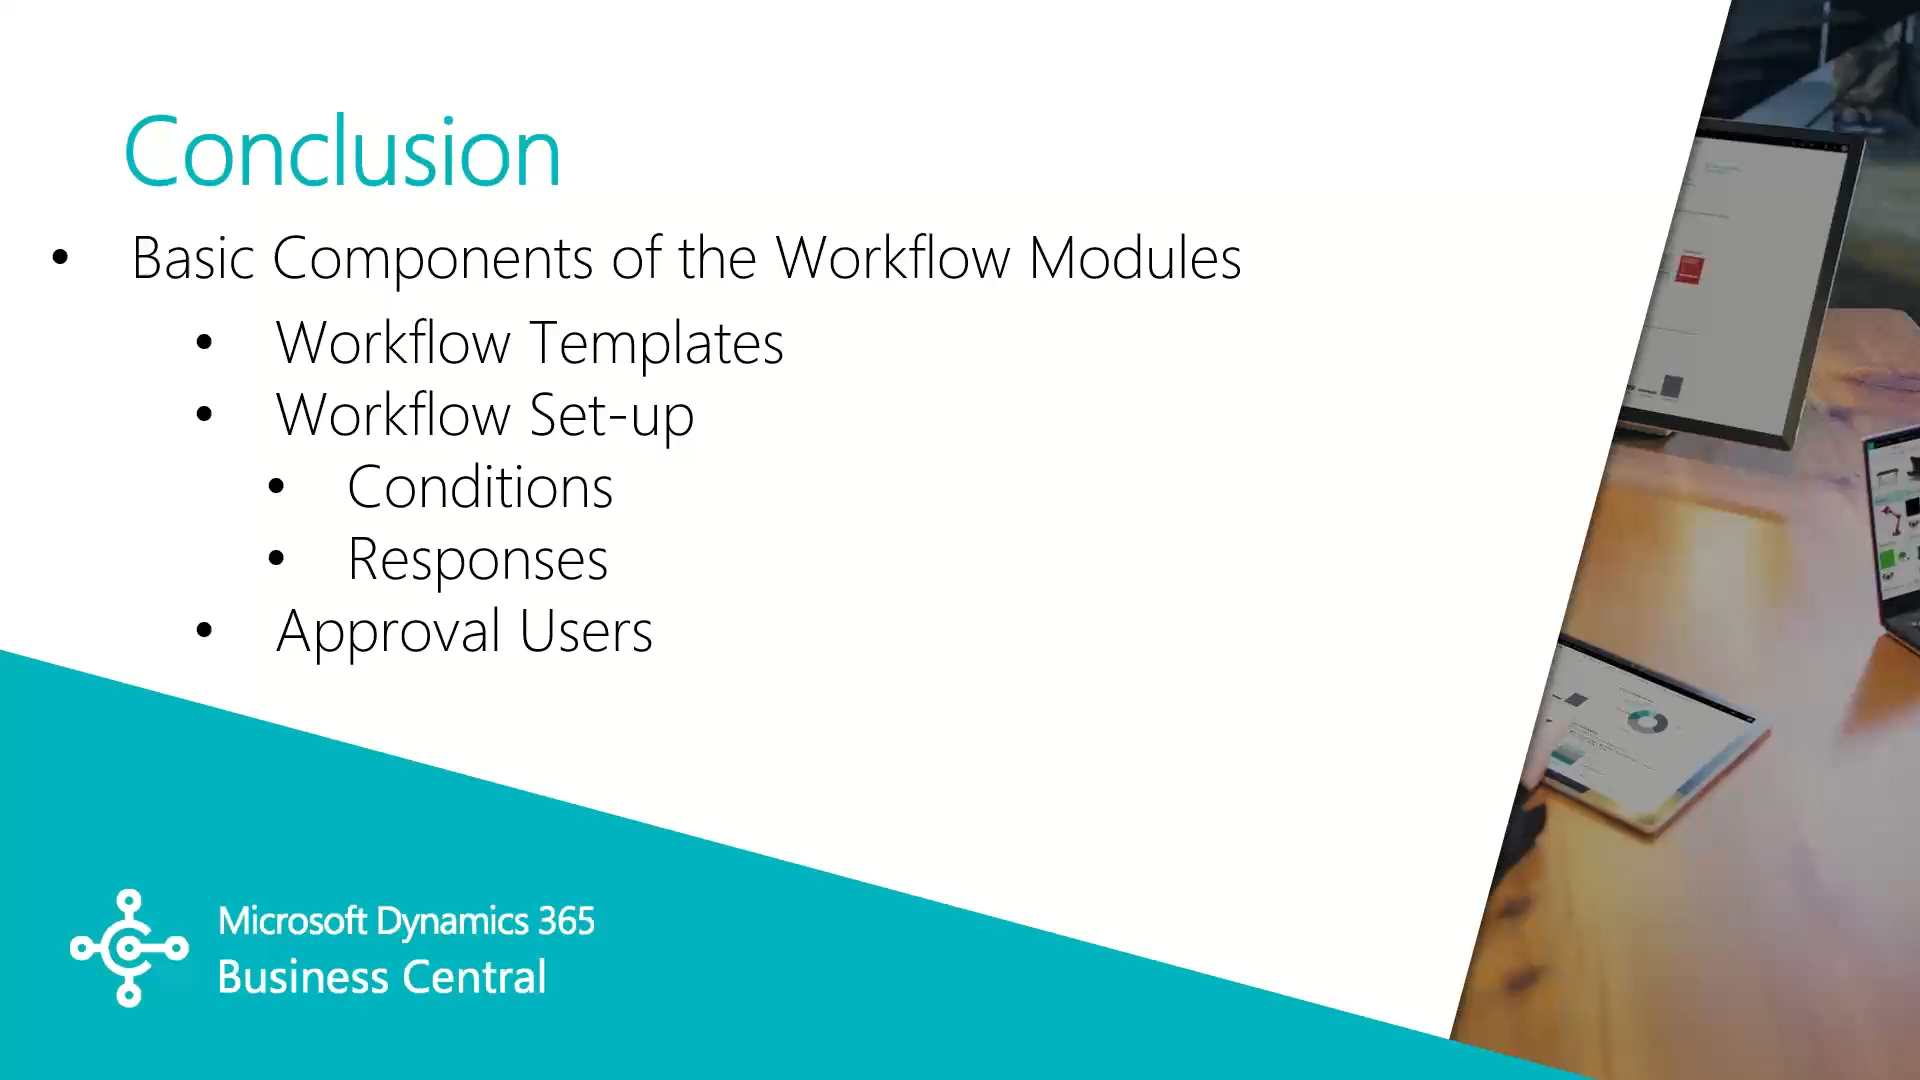 Conclusion
• Basic Components of the Workflow Modules
• Workflow Templates
• Workflow Set-up
• Conditions
• Responses
• Approval Users
Microsoft Dynamics 365
Business Central